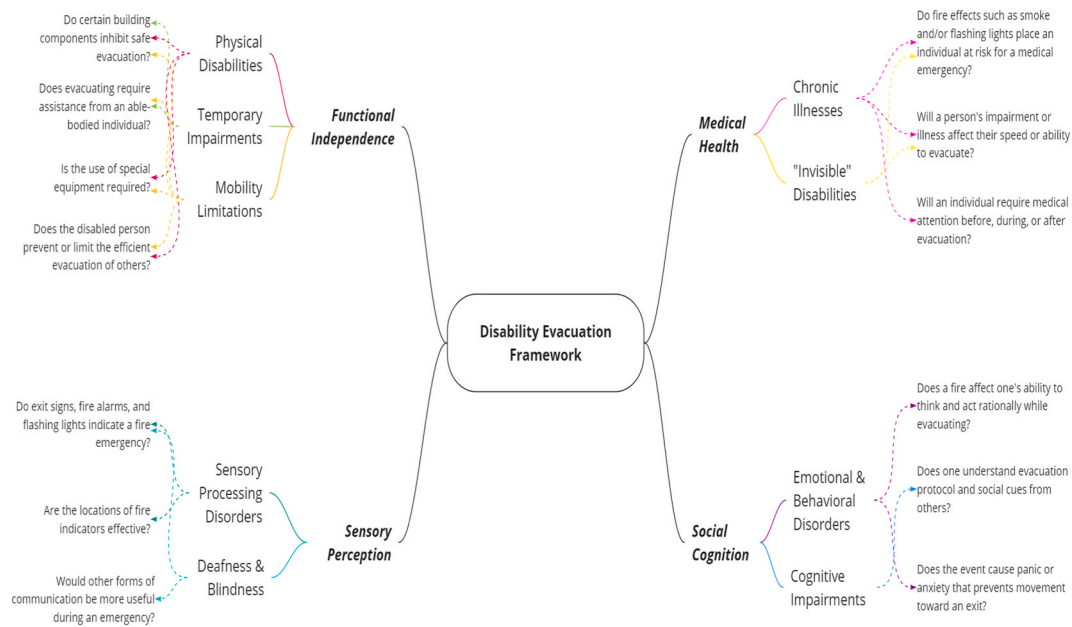 Do certain building
components inhibit safe
evacuation?
Does evacuating require
assistance from an able-
bodied individual?
Is the use of special
equipment required?
Does the disabled person
prevent or limit the efficient
evacuation of others?
Physical
Disabilities
Temporary
Impairments
Mobility
Limitations
Functional
Independence
Medical
Health
Chronic
Illnesses
"Invisible"
Disabilities
Do fire effects such as smoke
and/or flashing lights place an
individual at risk for a medical
emergency?
Will a person's impairment or
illness affect their speed or ability
to evacuate?
Will an individual require medical
attention before, during, or after
evacuation?
Disability Evacuation
Framework
Do exit signs, fire alarms, and
flashing lights indicate a fire
emergency?
Are the locations of fire
indicators effective?
Would other forms of
communication be more useful
during an emergency?
Sensory
Processing
Disorders
Deafness &
Blindness
Sensory
Perception
Social
Cognition
Emotional &
Behavioral
Disorders
Cognitive
Impairments
Does a fire affect one's ability to
think and act rationally while
evacuating?
Does one understand evacuation
protocol and social cues from
others?
Does the event cause panic or
anxiety that prevents movement
toward an exit?